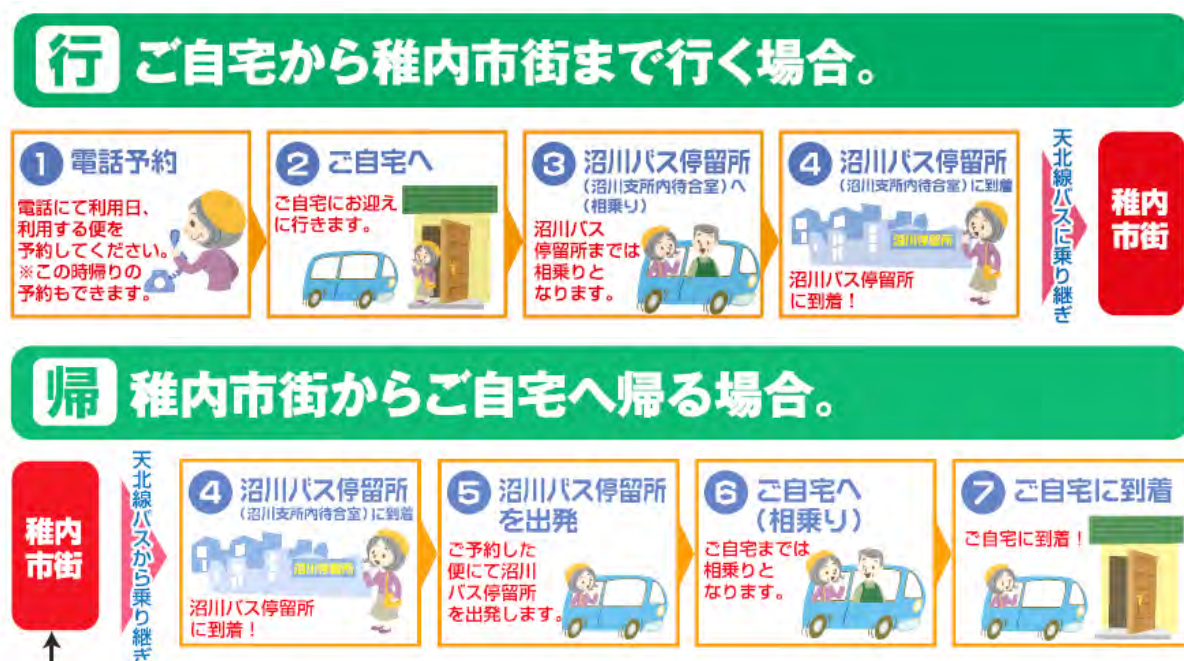 行 ご自宅から稚内市街まで行く場合。
1 電話予約
電話にて利用日、
利用する便を
予約してください。
※この時帰りの
予約もできます。
2 ご自宅へ
ご自宅にお迎え
に行きます。
3 沼川バス停留所
(沼川支所内待合室)へ
(相乗り)
沼川バス
停留所までは
相乗りと
なります。
4 沼川バス停留所
(沼川支所内待合室)に到着
沼川停留所
沼川バス停留所
に到着!
天北線バスに乗り継ぎ
稚内
市街
帰 稚内市街からご自宅へ帰る場合。
稚内
市街
天北線バスから乗り継ぎ
4 沼川バス停留所
(沼川支所内待合室)に到着
沼川停留所
沼川バス停留所
に到着!
5 沼川バス停留所
を出発
ご予約した
便にて沼川
バス停留所
を出発します。
6 ご自宅へ
(相乗り)
ご自宅までは
相乗りと
なります。
7 ご自宅に到着
ご自宅に到着!